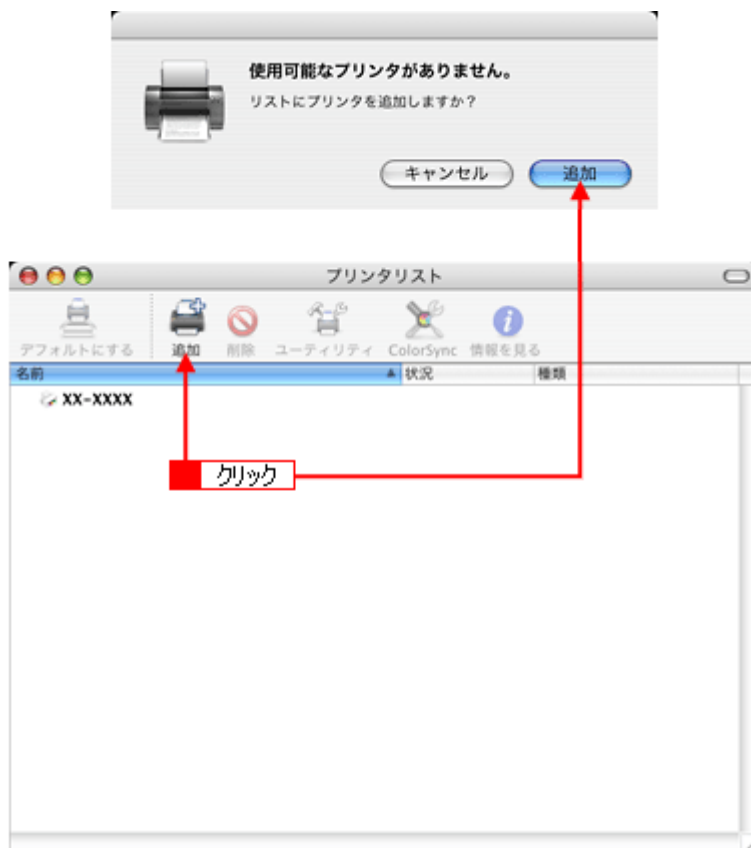 使用可能なプリンタがありません。
リストにプリンタを追加しますか？
キャンセル 追加
プリンタリスト
デフォルトにする 追加 削除 ユーティリティ ColorSync 情報を見る
名前 状況 種類
XX-XXXX
クリック